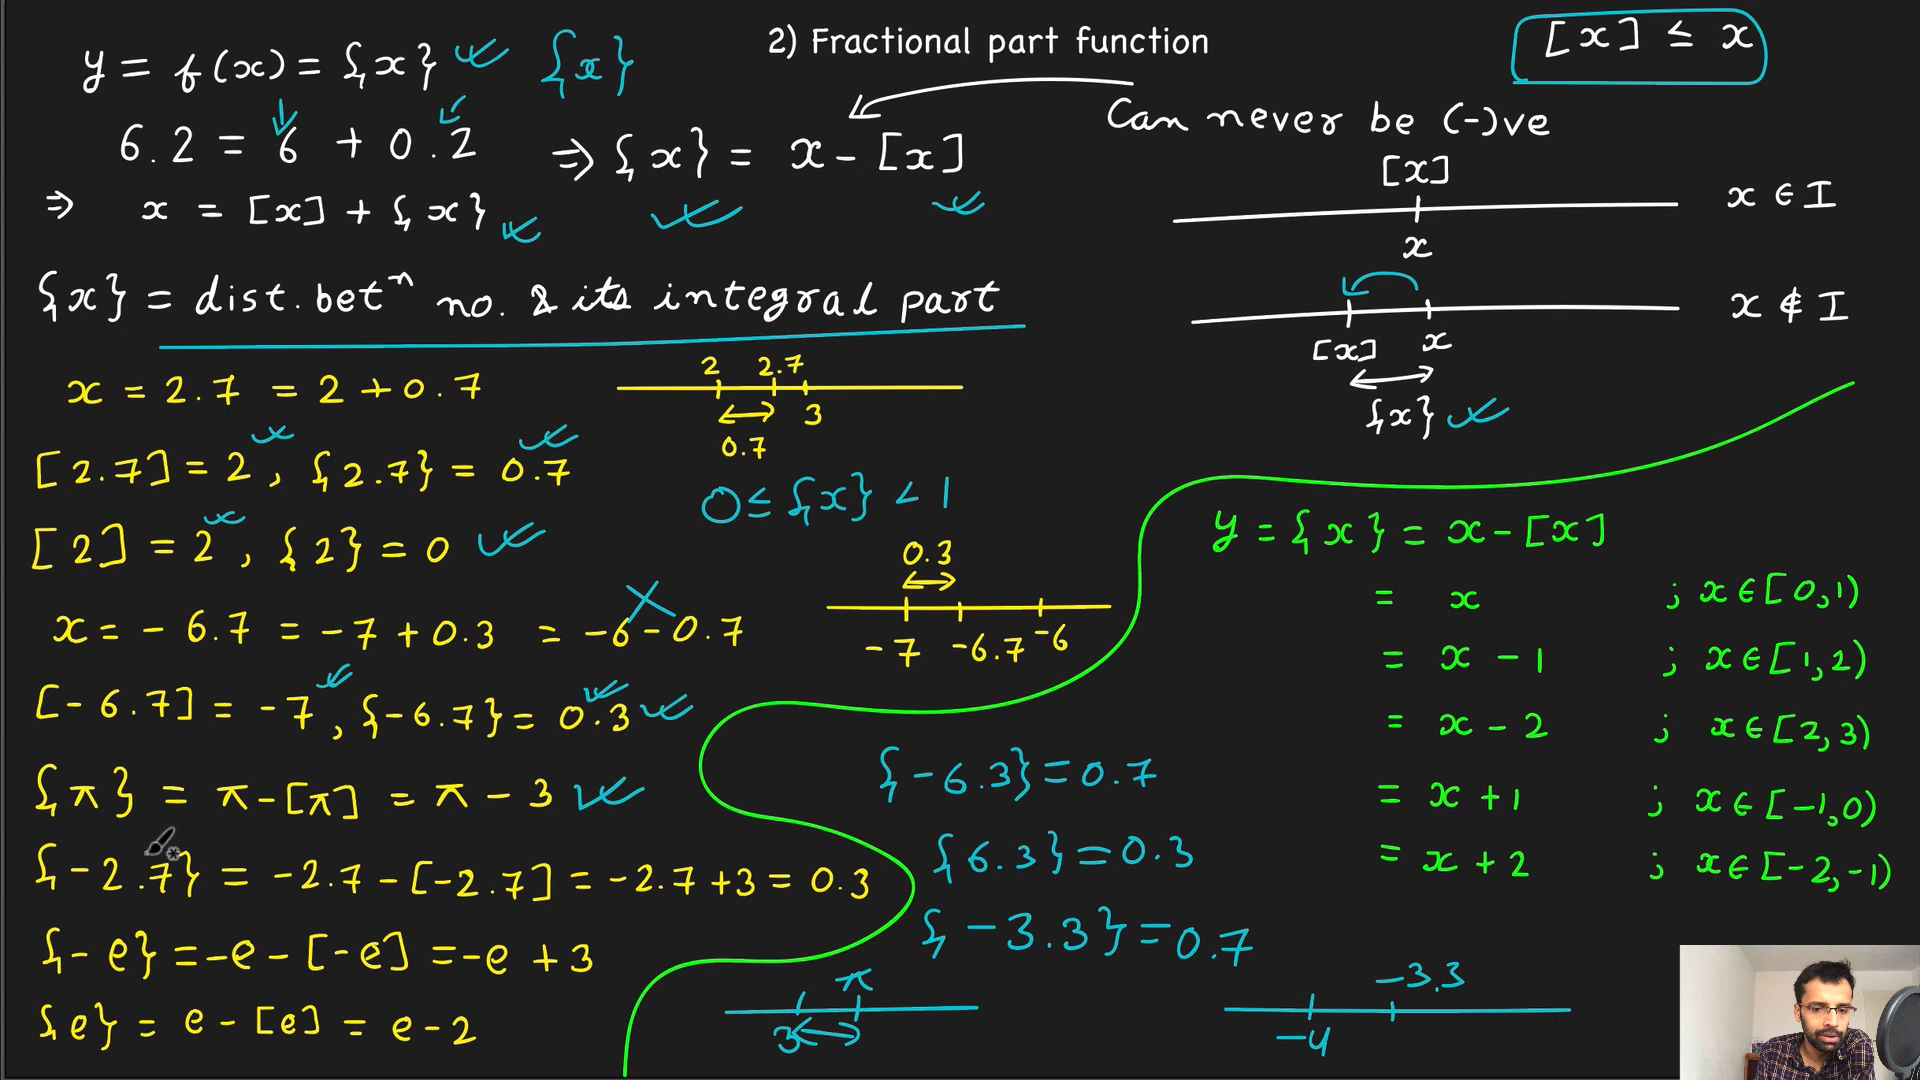 2) Fractional part function
[x] ≤ x
y = f(x) = {x} {x}
Can never be (-)ve
6.2 = 6 + 0.2 ⇒ {x} = x - [x]
⇒ x = [x] + {x}
[x]
x
x ∈ I
{x} = dist. betⁿ no. & its integral part
[x] x
{x}
x ∉ I
x = 2.7 = 2 + 0.7
2 2.7
3
0.7
[2.7] = 2, {2.7} = 0.7
0 ≤ {x} < 1
[2] = 2, {2} = 0
0.3
-7 -6.7 -6
x = -6.7 = -7 + 0.3 = -6 - 0.7
[-6.7] = -7, {-6.7} = 0.3
{π} = π - [π] = π - 3
{-2.7} = -2.7 - [-2.7] = -2.7 + 3 = 0.3
{-e} = -e - [-e] = -e + 3
{e} = e - [e] = e - 2
y = {x} = x - [x]
= x ; x ∈ [0,1)
= x - 1 ; x ∈ [1,2)
= x - 2 ; x ∈ [2,3)
= x + 1 ; x ∈ [-1,0)
= x + 2 ; x ∈ [-2,-1)
{-6.3} = 0.7
{6.3} = 0.3
{-3.3} = 0.7
π
3
-3.3
-4